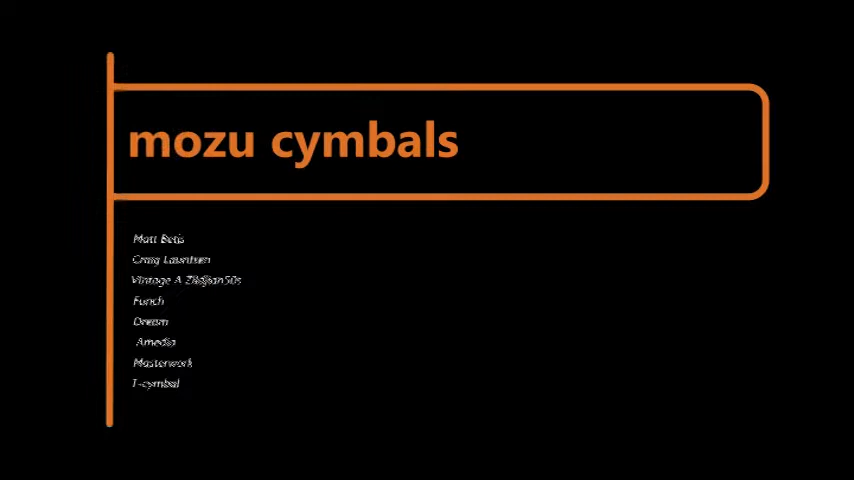 mozu cymbals
Matt Betis
Craig Lauritsen
Vintage A Zildjian50s
Funch
Dream
Amedia
Masterwork
T-cymbal